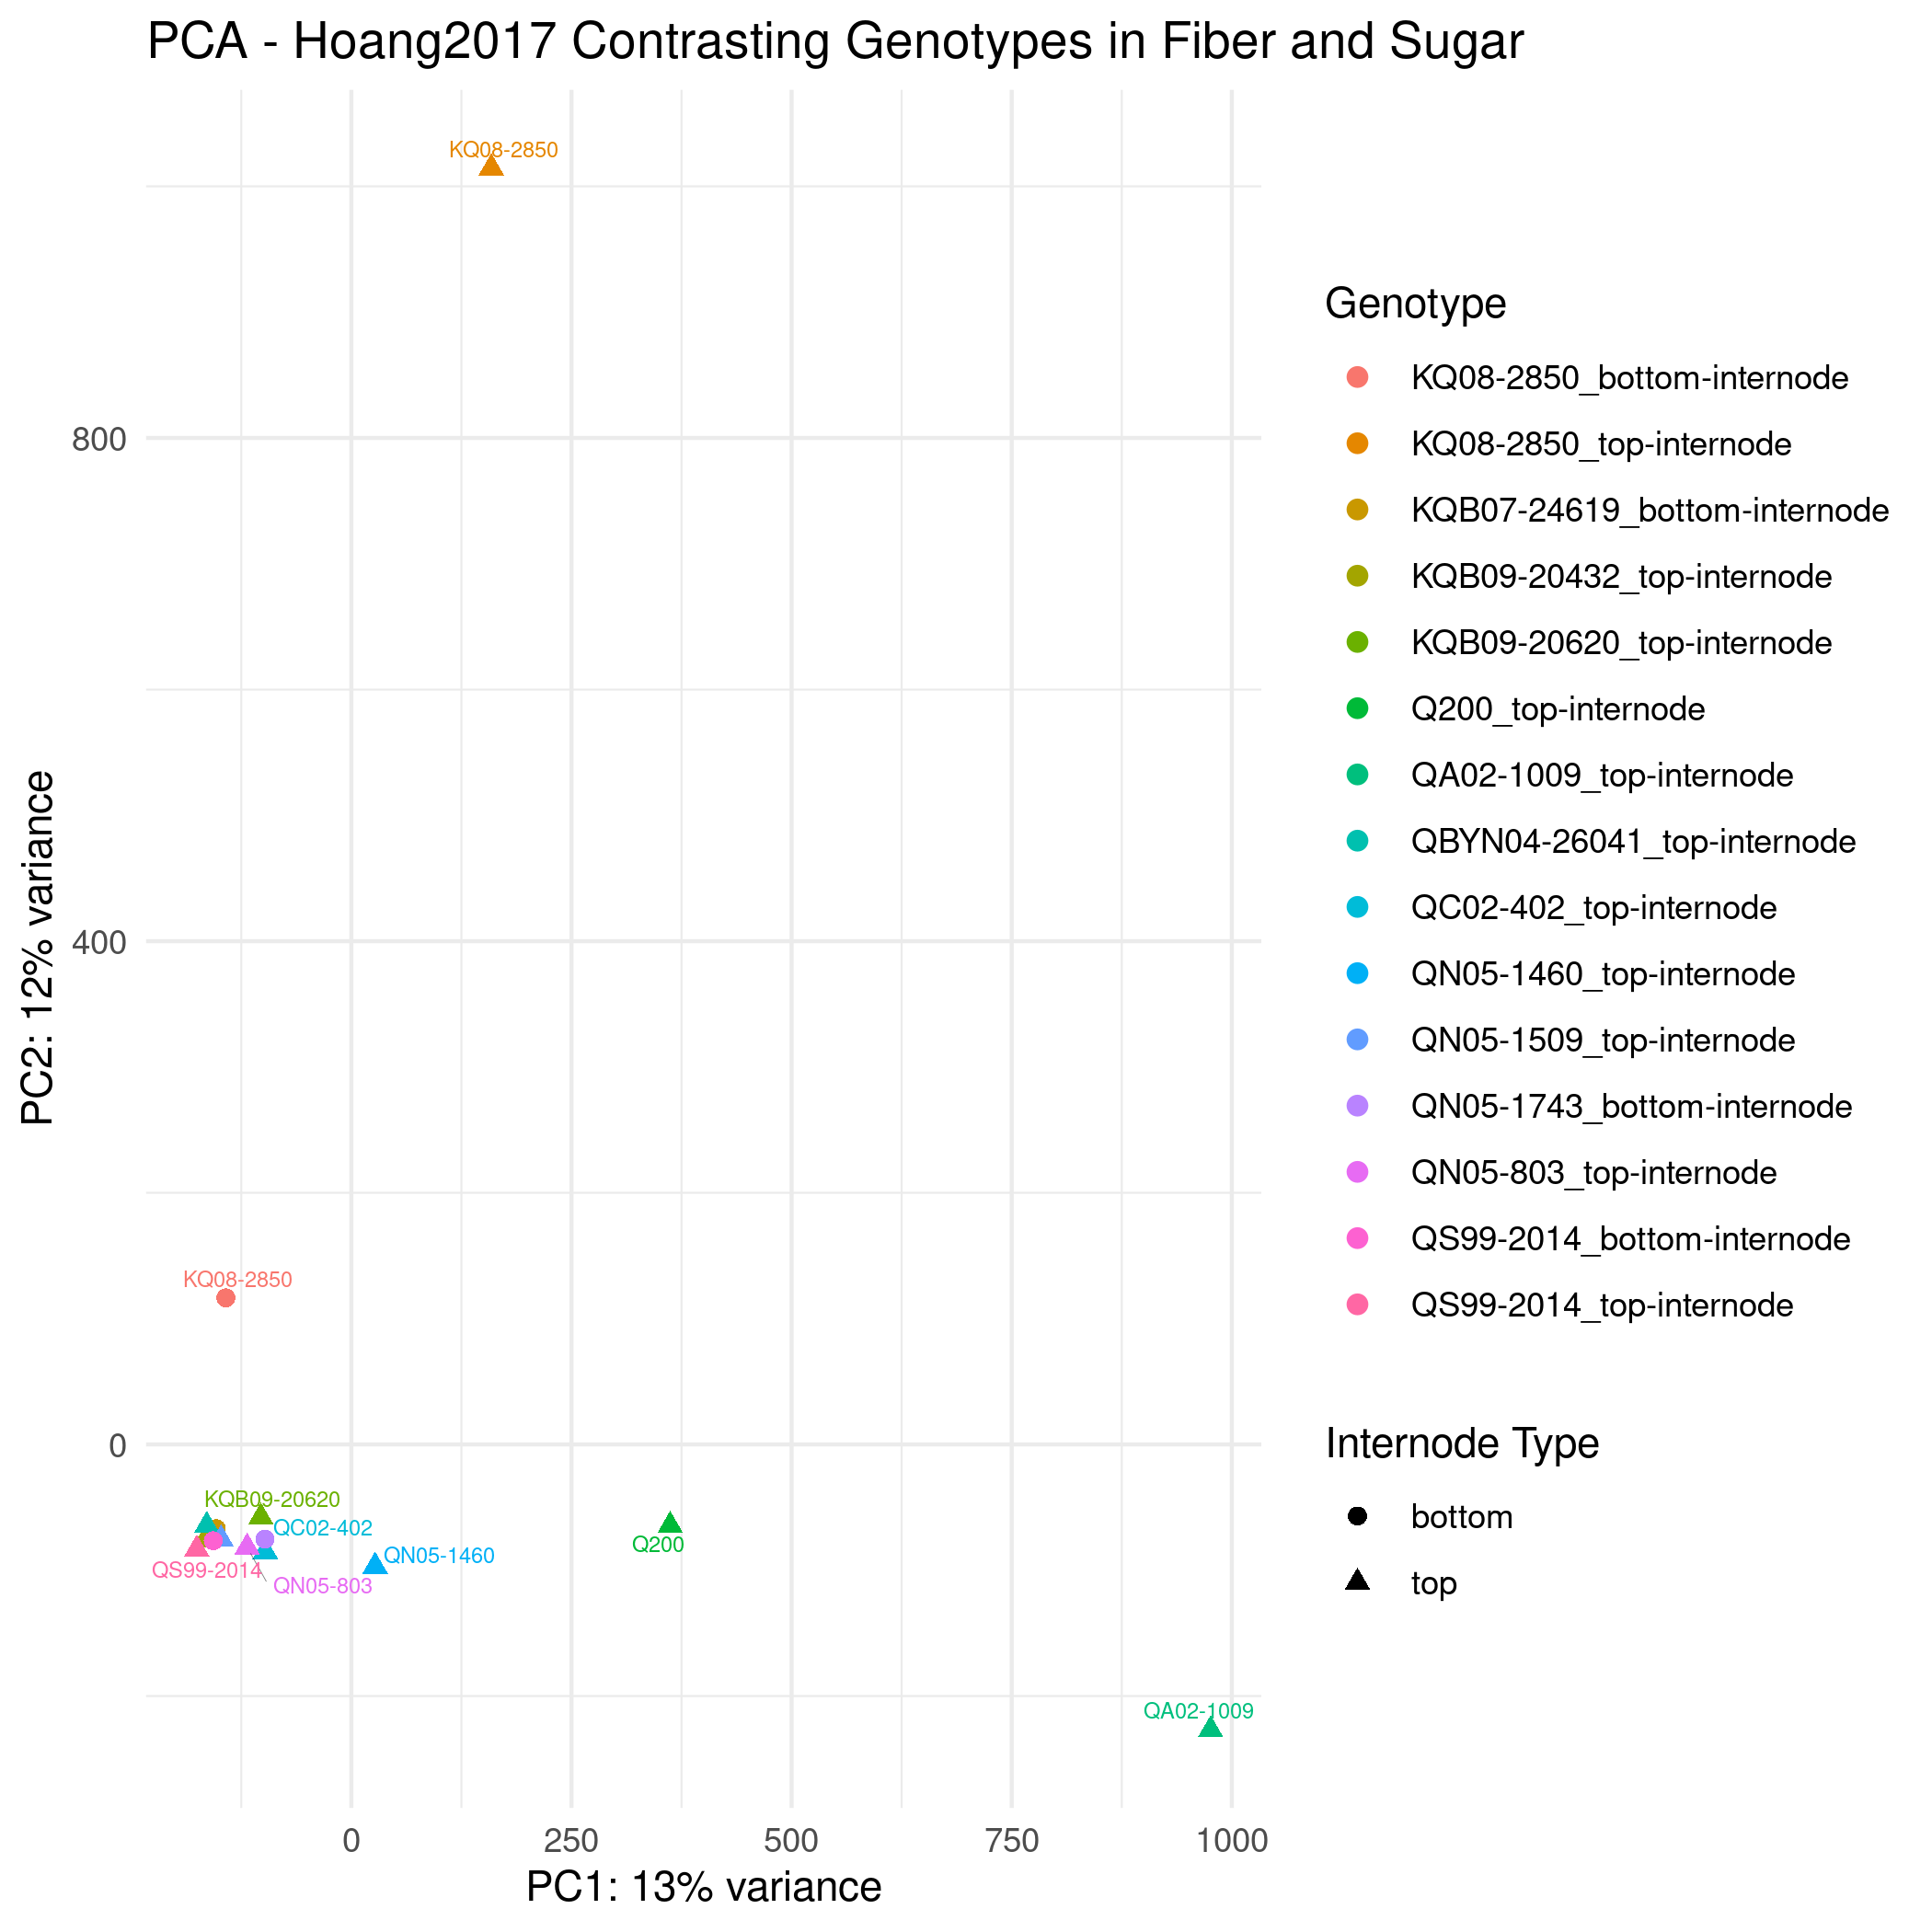 PCA - Hoang2017 Contrasting Genotypes in Fiber and Sugar
PC2: 12% variance
800
400
0
KQ08-2850
KQ08-2850
KQB09-20620
QC02-402
QS99-2014
QN05-803
QN05-1460
Q200
QA02-1009
0
250
500
750
1000
PC1: 13% variance
Genotype
KQ08-2850_bottom-internode
KQ08-2850_top-internode
KQB07-24619_bottom-internode
KQB09-20432_top-internode
KQB09-20620_top-internode
Q200_top-internode
QA02-1009_top-internode
QBYN04-26041_top-internode
QC02-402_top-internode
QN05-1460_top-internode
QN05-1509_top-internode
QN05-1743_bottom-internode
QN05-803_top-internode
QS99-2014_bottom-internode
QS99-2014_top-internode
Internode Type
bottom
top